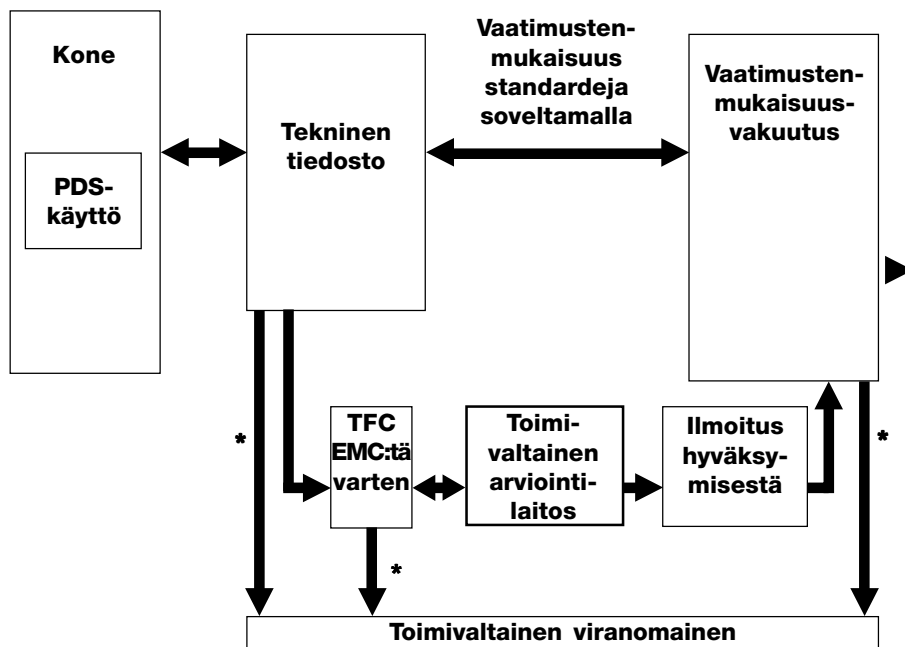 Kone
PDS-
käyttö
Tekninen
tiedosto
Vaatimusten-
mukaisuus
standardeja
soveltamalla
Vaatimusten-
mukaisuus-
vakuutus
*
TFC
EMC:tä
varten
Toimi-
valtainen
arviointi-
laitos
Ilmoitus
hyväksy-
misestä
*
*
Toimivaltainen viranomainen